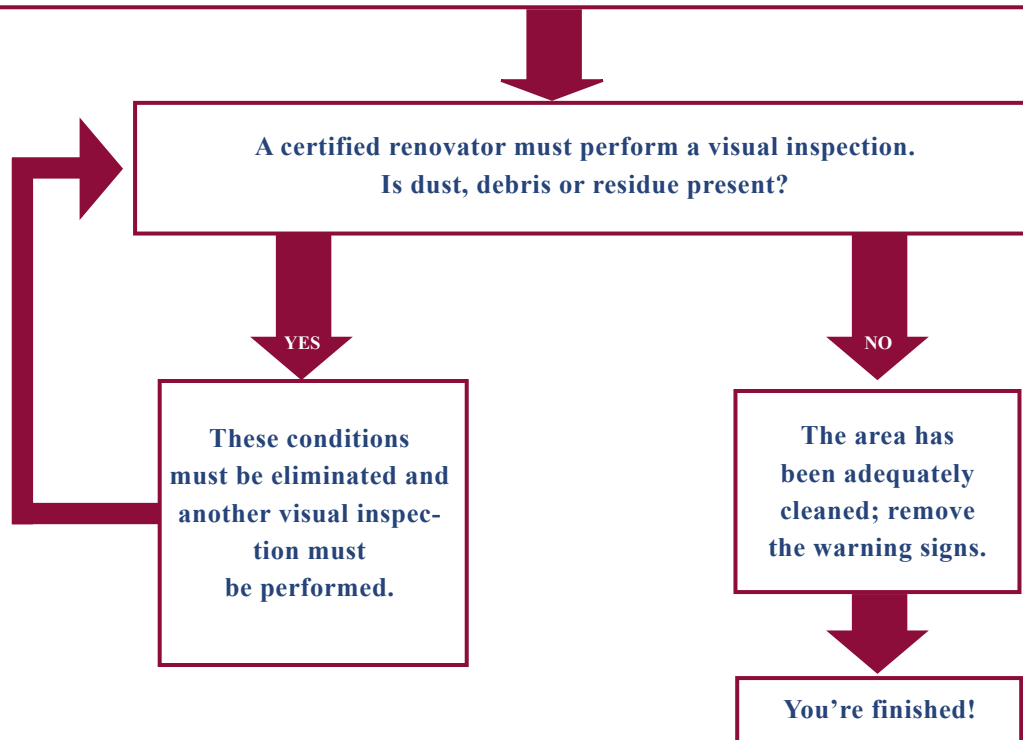 A certified renovator must perform a visual inspection.
Is dust, debris or residue present?
YES
NO
These conditions
must be eliminated and
another visual inspec-
tion must
be performed.
The area has
been adequately
cleaned; remove
the warning signs.
You're finished!